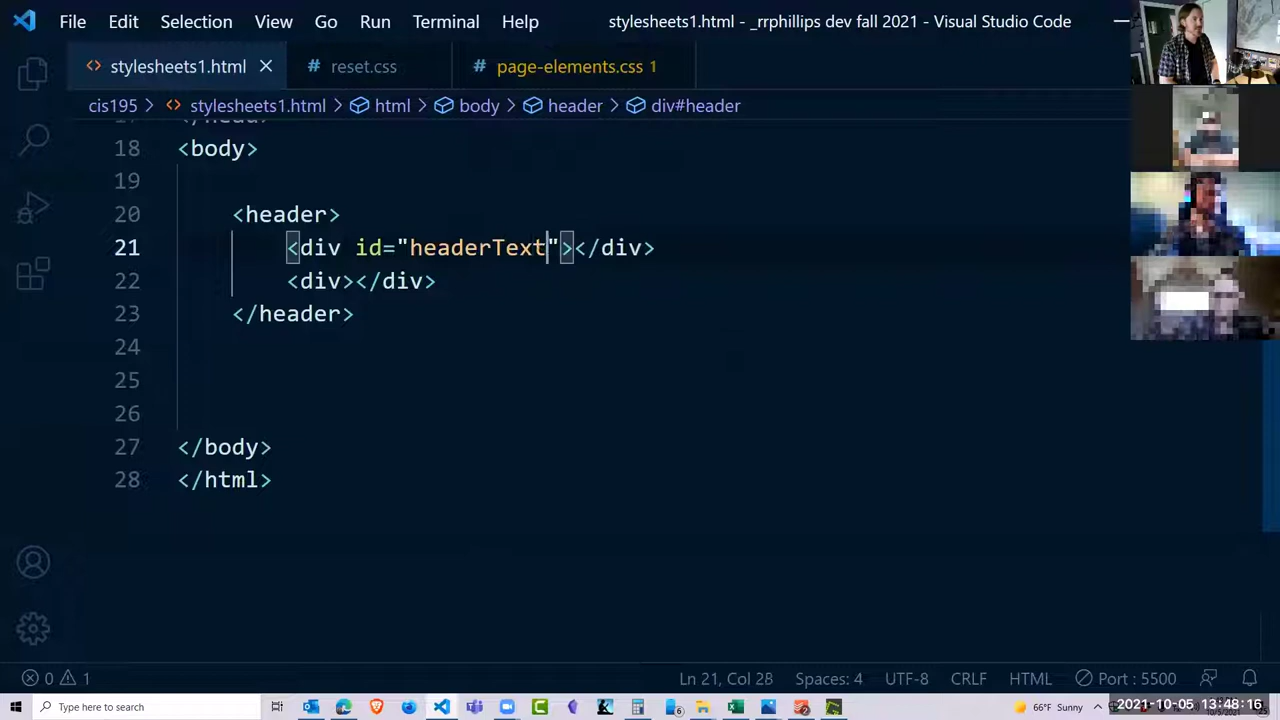 File Edit Selection View Go Run Terminal Help stylesheets1.html - _rrphillips dev fall 2021 - Visual Studio Code
<> stylesheets1.html # reset.css # page-elements.css 1
cis195 > <> stylesheets1.html > html > body > header > div#header
18 <body>
19
20 <header>
21 <div id="headerText"></div>
22 <div></div>
23 </header>
24
25
26
27 </body>
28 </html>
0 1 Ln 21, Col 28 Spaces: 4 UTF-8 CRLF HTML Port : 5500
Type here to search 66°F Sunny 2021-10-05 13:48:16